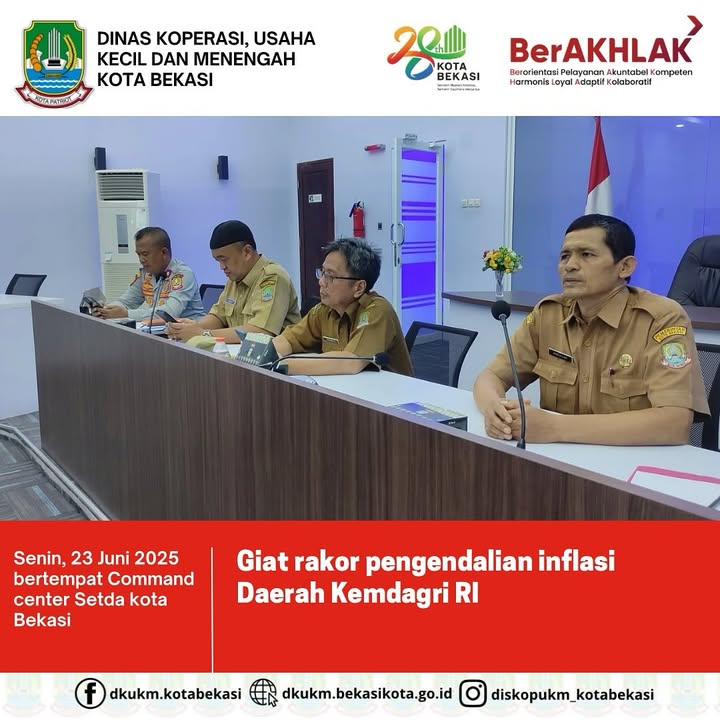 DINAS KOPERASI, USAHA
KECIL DAN MENENGAH
KOTA BEKASI
KOTA PATRIOT
28th
KOTA
BEKASI
BerAKHLAK
Berorientasi Pelayanan Akuntabel Kompeten
Harmonis Loyal Adaptif Kolaboratif
Senin, 23 Juni 2025
bertempat Command
center Setda kota
Bekasi
Giat rakor pengendalian inflasi
Daerah Kemdagri RI
dkukm.kotabekasi
dkukm.bekasikota.go.id
diskopukm_kotabekasi